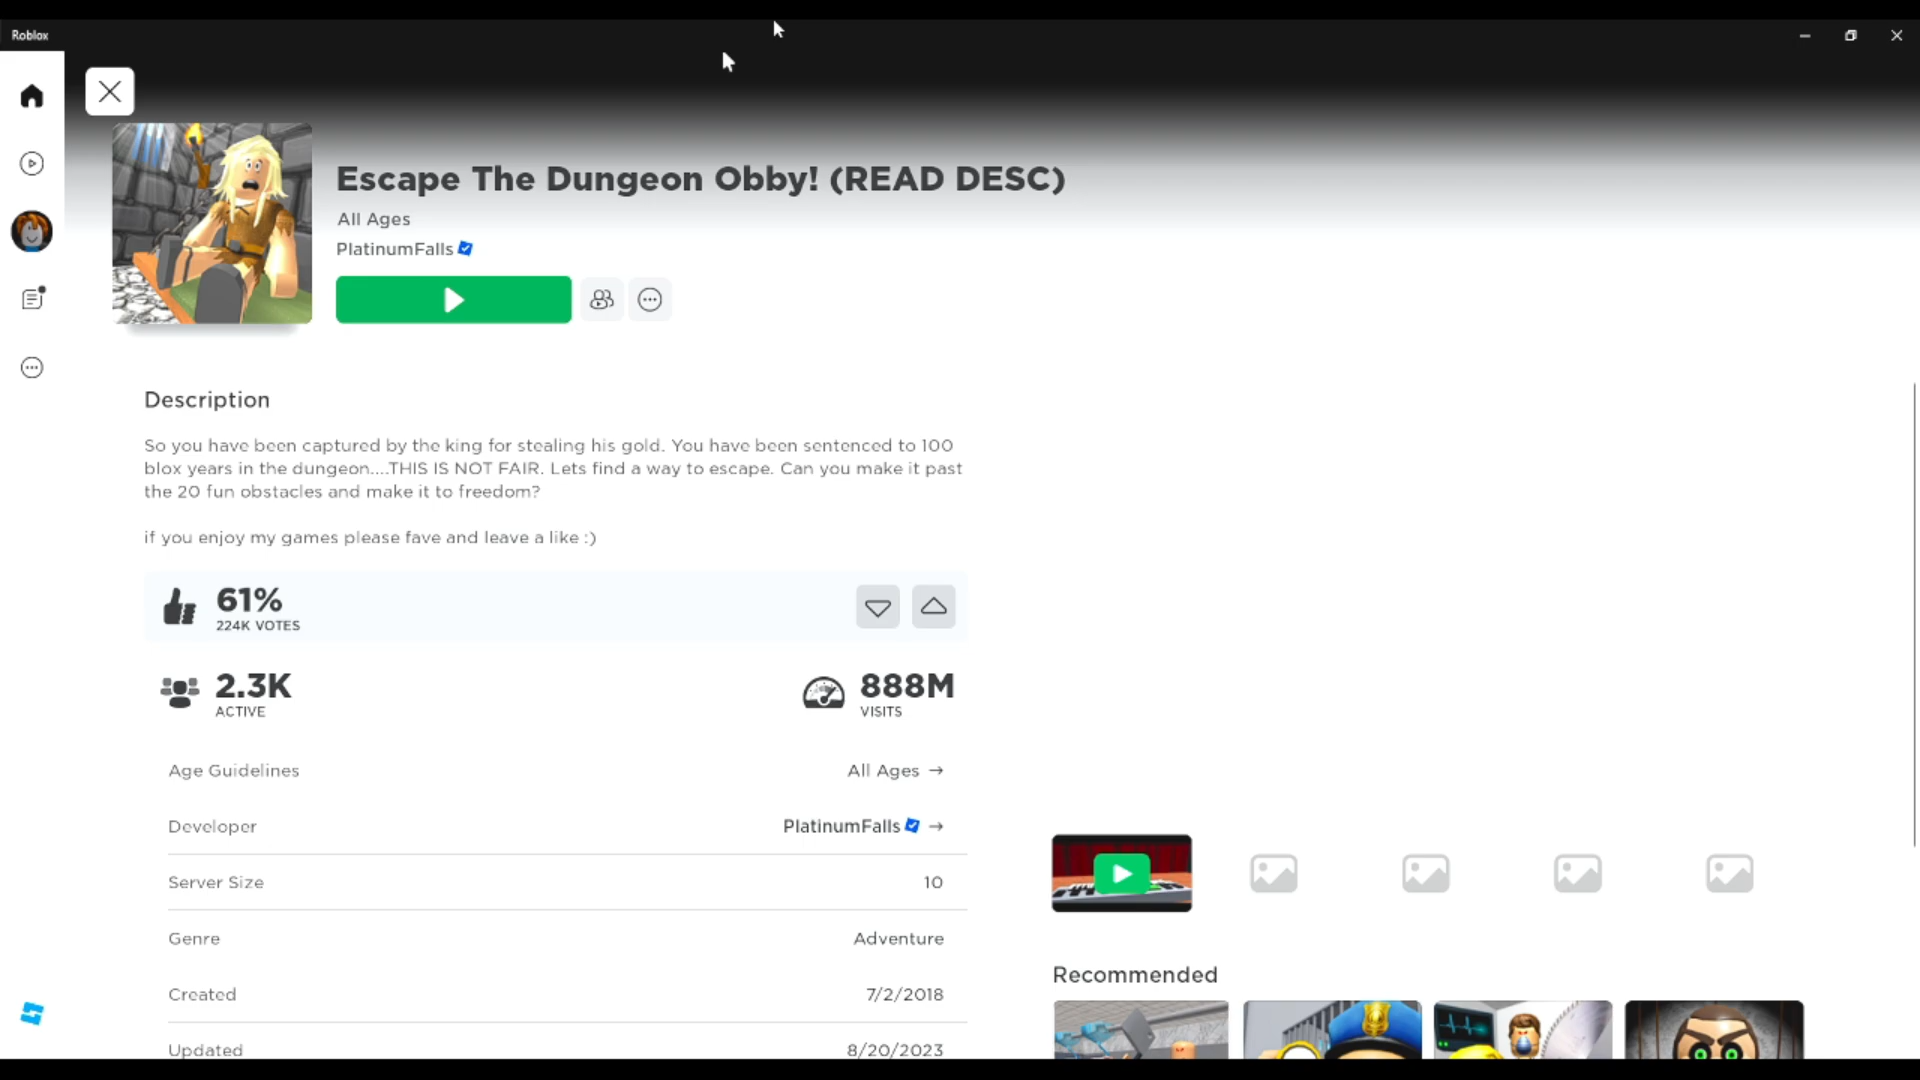 Roblox
Escape The Dungeon Obby! (READ DESC)
All Ages
PlatinumFalls
Description
So you have been captured by the king for stealing his gold. You have been sentenced to 100
blox years in the dungeon....THIS IS NOT FAIR. Lets find a way to escape. Can you make it past
the 20 fun obstacles and make it to freedom?
if you enjoy my games please fave and leave a like :)
61%
224K VOTES
2.3K
ACTIVE
888M
VISITS
Age Guidelines
All Ages
Developer
PlatinumFalls
Server Size
10
Genre
Adventure
Created
7/2/2018
Updated
8/20/2023
Recommended